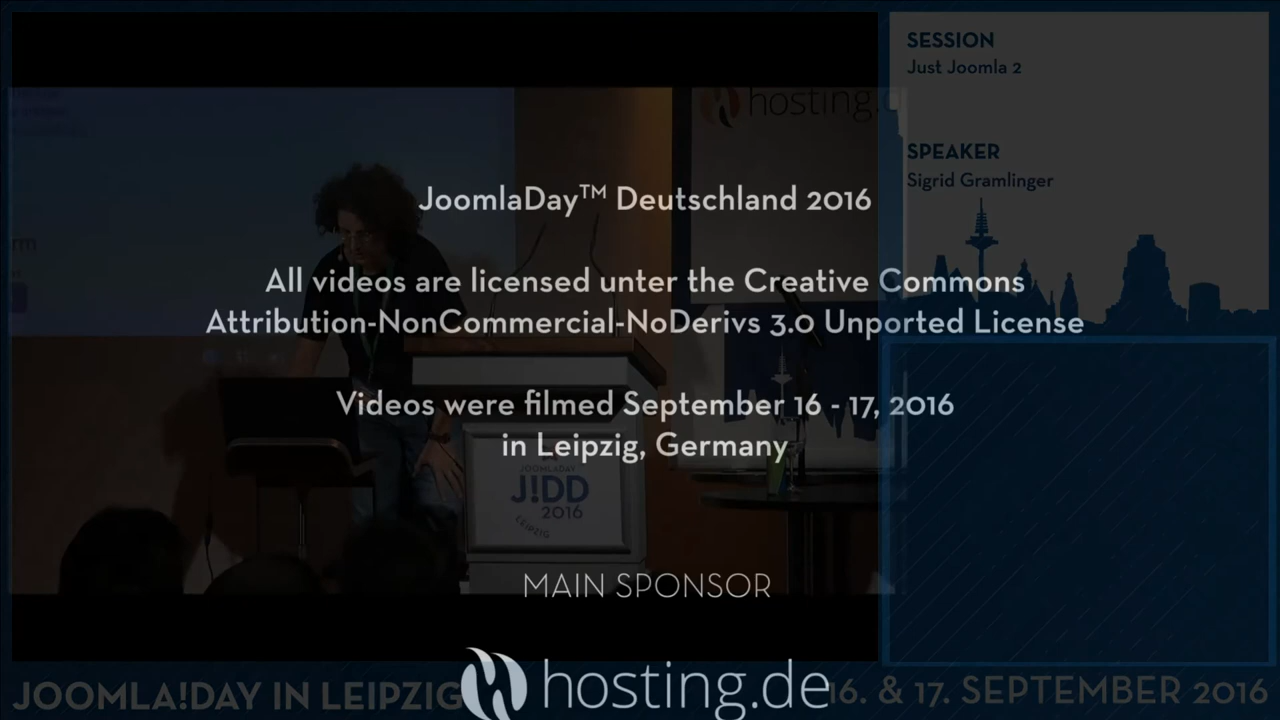 SESSION
Just Joomla 2
SPEAKER
Sigrid Gramlinger
hosting.d
JoomlaDay™ Deutschland 2016
All videos are licensed unter the Creative Commons
Attribution-NonCommercial-NoDerivs 3.0 Unported License
Videos were filmed September 16 - 17, 2016
in Leipzig, Germany
JOOMLADAY
J!DD
2016
LEIPZIG
MAIN SPONSOR
hosting.de
JOOMLA!DAY IN LEIPZIG
16. & 17. SEPTEMBER 2016